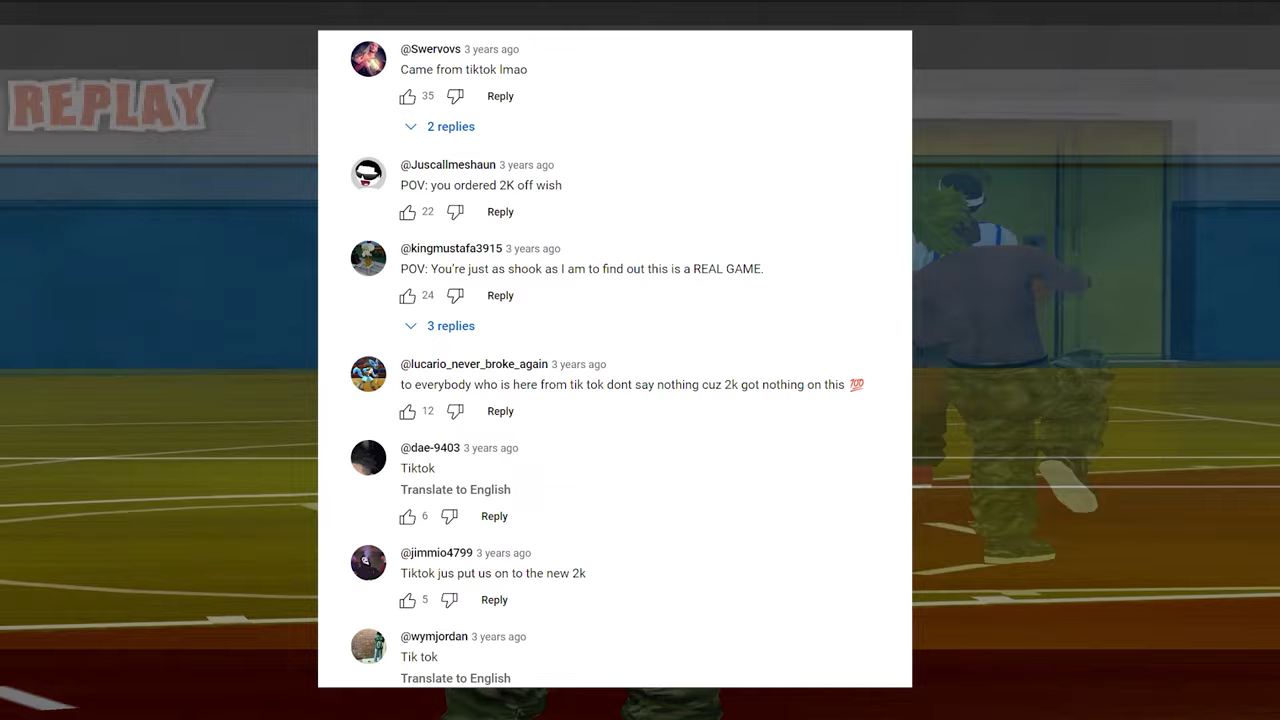 REPLAY
@Swervovs 3 years ago
Came from tiktok lmao
35 Reply
2 replies
@Juscallmeshaun 3 years ago
POV: you ordered 2K off wish
22 Reply
@kingmustafa3915 3 years ago
POV: You're just as shook as I am to find out this is a REAL GAME.
24 Reply
3 replies
@lucario_never_broke_again 3 years ago
to everybody who is here from tik tok dont say nothing cuz 2k got nothing on this 💯
12 Reply
@dae-9403 3 years ago
Tiktok
Translate to English
6 Reply
@jimmio4799 3 years ago
Tiktok jus put us on to the new 2k
5 Reply
@wymjordan 3 years ago
Tik tok
Translate to English